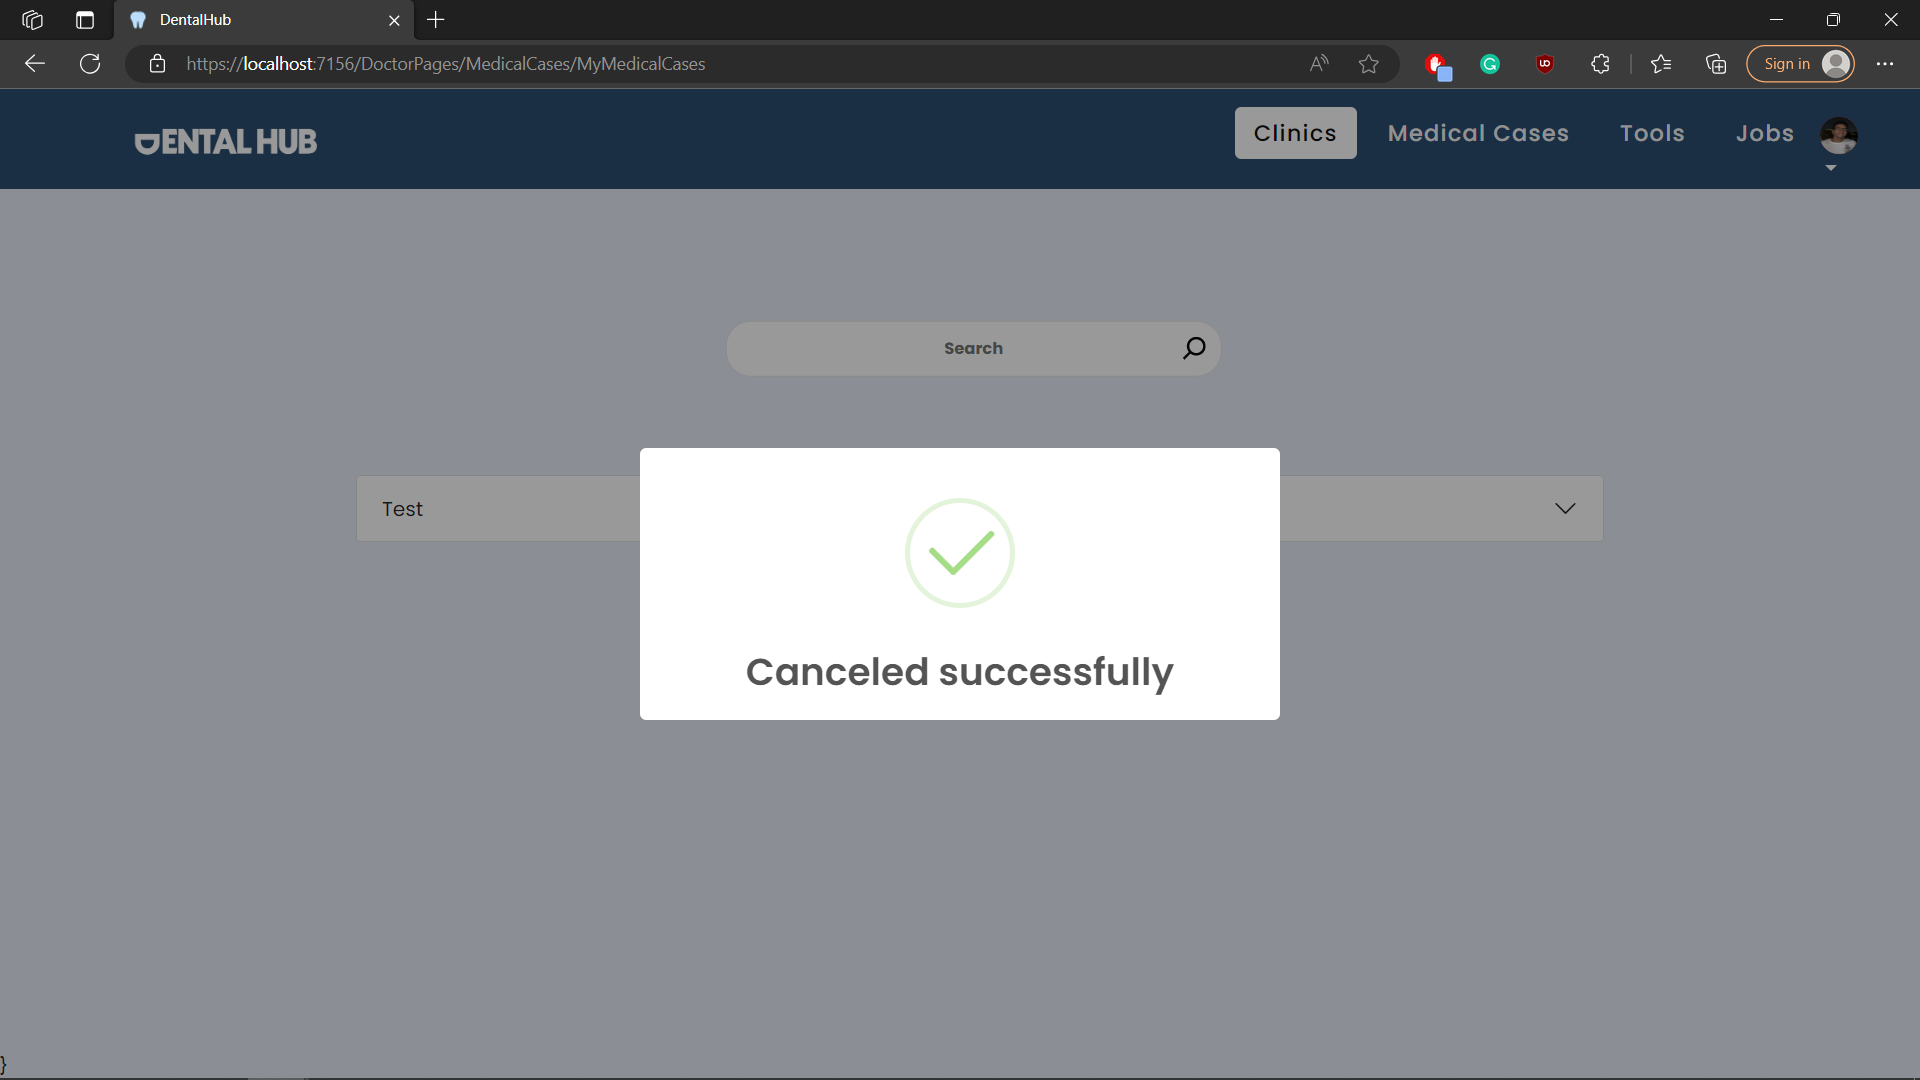 DentalHub
https://localhost:7156/DoctorPages/MedicalCases/MyMedicalCases
Sign in
DENTAL HUB
Clinics
Medical Cases
Tools
Jobs
Search
Test
Canceled successfully
}